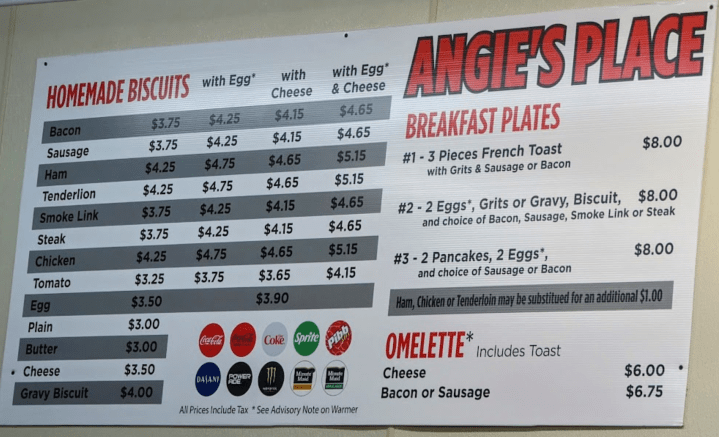 HOMEMADE BISCUITS with Egg* with Cheese with Egg* & Cheese
Bacon $3.75 $4.25 $4.15 $4.65
Sausage $3.75 $4.25 $4.15 $4.65
Ham $4.25 $4.75 $4.65 $5.15
Tenderlion $4.25 $4.75 $4.65 $5.15
Smoke Link $3.75 $4.25 $4.15 $4.65
Steak $3.75 $4.25 $4.15 $4.65
Chicken $4.25 $4.75 $4.65 $5.15
Tomato $3.25 $3.75 $3.65 $4.15
Egg $3.50 $3.90
Plain $3.00
Butter $3.00
Cheese $3.50
Gravy Biscuit $4.00
Coca-Cola Coke Sprite Pibb
DASANI POWERADE Minute Maid Minute Maid
All Prices Include Tax *See Advisory Note on Warmer
ANGIE'S PLACE
BREAKFAST PLATES
#1 - 3 Pieces French Toast $8.00
with Grits & Sausage or Bacon
#2 - 2 Eggs*, Grits or Gravy, Biscuit, $8.00
and choice of Bacon, Sausage, Smoke Link or Steak
#3 - 2 Pancakes, 2 Eggs*, $8.00
and choice of Sausage or Bacon
Ham, Chicken or Tenderloin may be substitued for an additional $1.00
OMELETTE* Includes Toast
Cheese $6.00
Bacon or Sausage $6.75